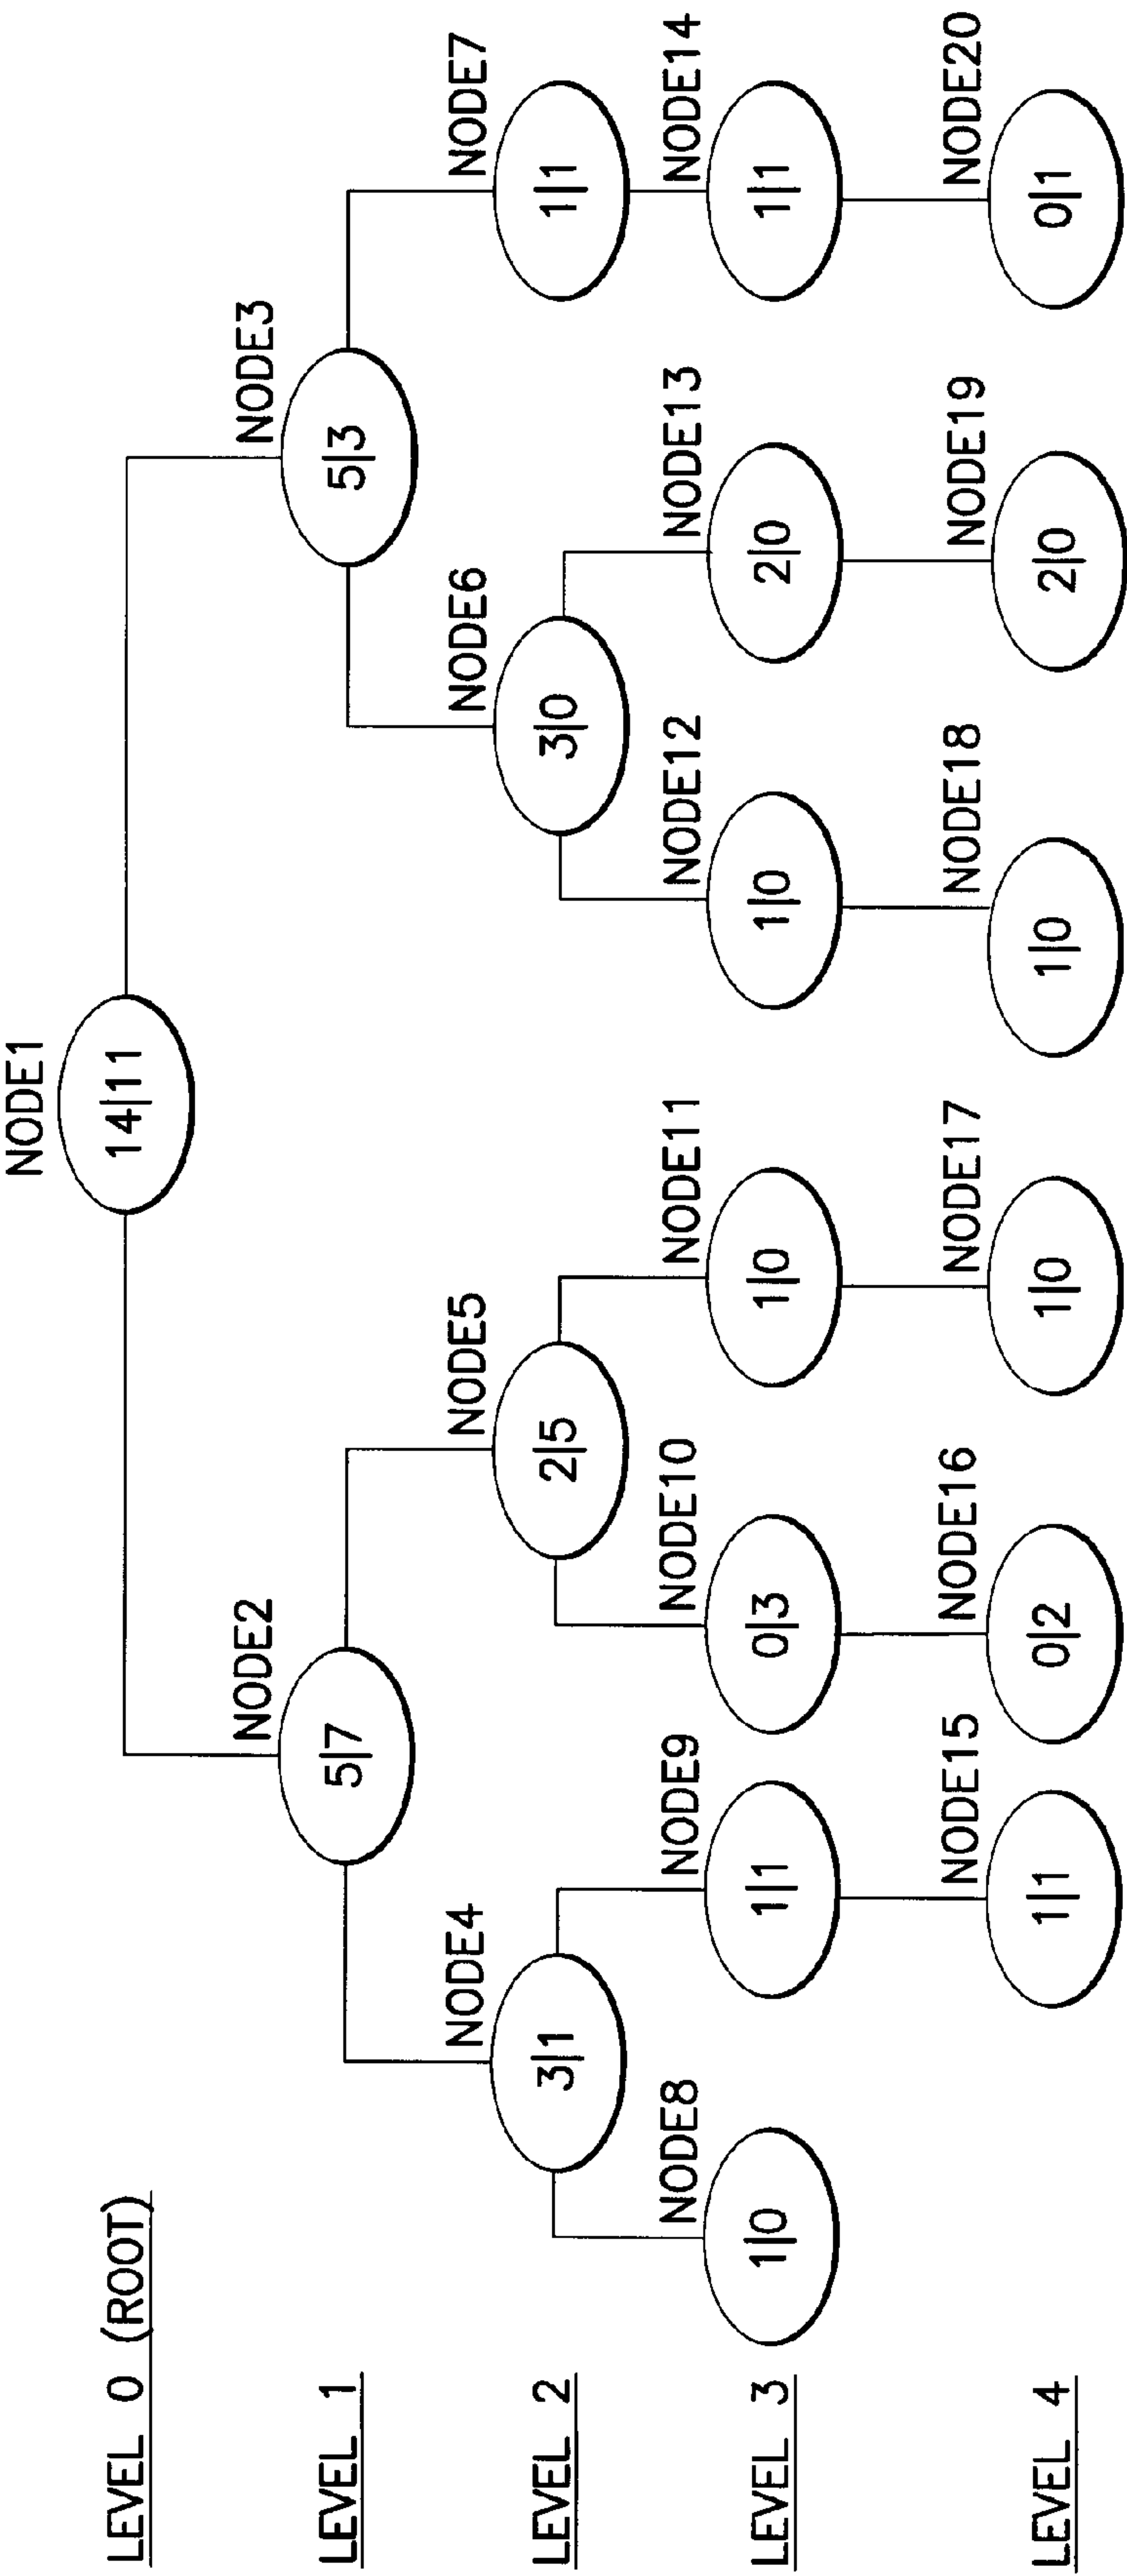 NODE1
LEVEL 0 (ROOT)
14|11
NODE2
NODE3
LEVEL 1
5|7
5|3
NODE4
NODE5
NODE6
NODE7
LEVEL 2
3|1
2|5
3|0
1|1
NODE8
NODE9
NODE10
NODE11
NODE12
NODE13
NODE14
LEVEL 3
1|0
1|1
0|3
1|0
1|0
2|0
1|1
NODE15
NODE16
NODE17
NODE18
NODE19
NODE20
LEVEL 4
1|1
0|2
1|0
1|0
2|0
0|1